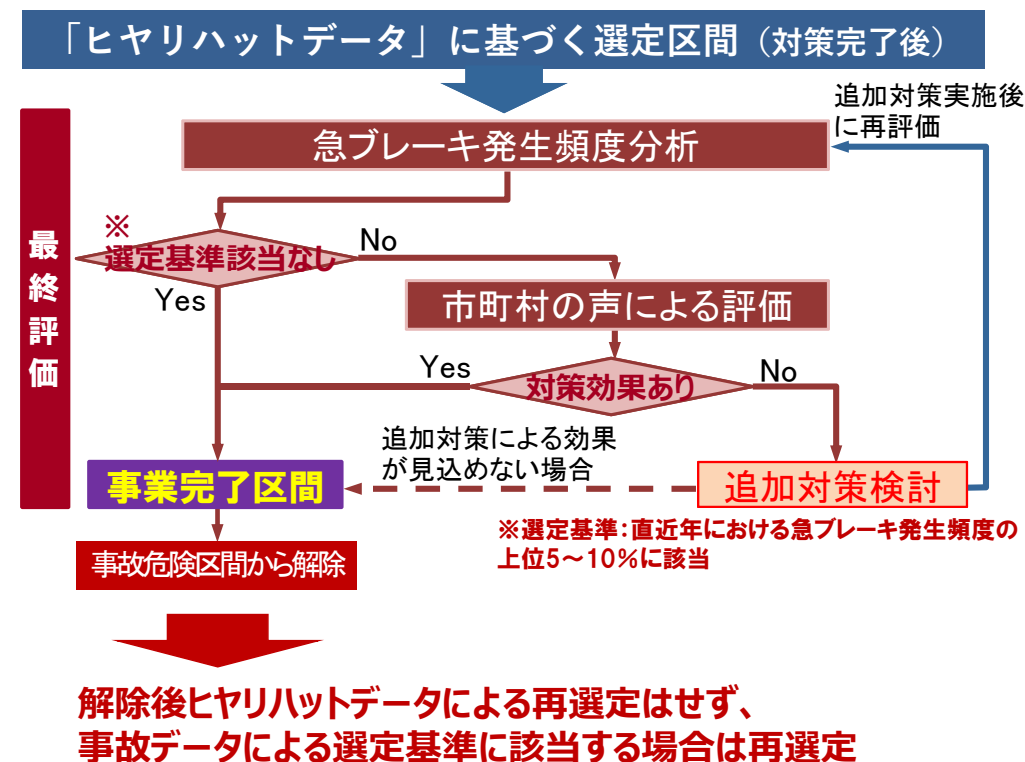 「ヒヤリハットデータ」に基づく選定区間（対策完了後）
追加対策実施後
に再評価
急ブレーキ発生頻度分析
最終評価
※
選定基準該当なし
No
Yes
市町村の声による評価
Yes
対策効果あり
No
追加対策による効果
が見込めない場合
事業完了区間
追加対策検討
※選定基準：直近年における急ブレーキ発生頻度の
上位5～10%に該当
事故危険区間から解除
解除後ヒヤリハットデータによる再選定はせず、
事故データによる選定基準に該当する場合は再選定